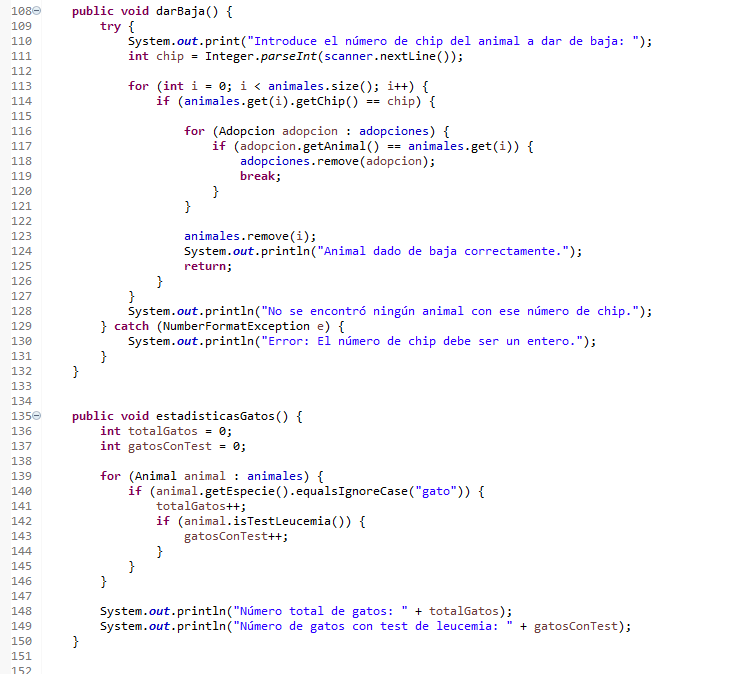 108 public void darBaja() {
109 try {
110 System.out.print("Introduce el número de chip del animal a dar de baja: ");
111 int chip = Integer.parseInt(scanner.nextLine());
112
113 for (int i = 0; i < animales.size(); i++) {
114 if (animales.get(i).getChip() == chip) {
115
116 for (Adopcion adopcion : adopciones) {
117 if (adopcion.getAnimal() == animales.get(i)) {
118 adopciones.remove(adopcion);
119 break;
120 }
121 }
122
123 animales.remove(i);
124 System.out.println("Animal dado de baja correctamente.");
125 return;
126 }
127 }
128 System.out.println("No se encontró ningún animal con ese número de chip.");
129 } catch (NumberFormatException e) {
130 System.out.println("Error: El número de chip debe ser un entero.");
131 }
132 }
133
134
135 public void estadisticasGatos() {
136 int totalGatos = 0;
137 int gatosConTest = 0;
138
139 for (Animal animal : animales) {
140 if (animal.getEspecie().equalsIgnoreCase("gato")) {
141 totalGatos++;
142 if (animal.isTestLeucemia()) {
143 gatosConTest++;
144 }
145 }
146 }
147
148 System.out.println("Número total de gatos: " + totalGatos);
149 System.out.println("Número de gatos con test de leucemia: " + gatosConTest);
150 }
151
152